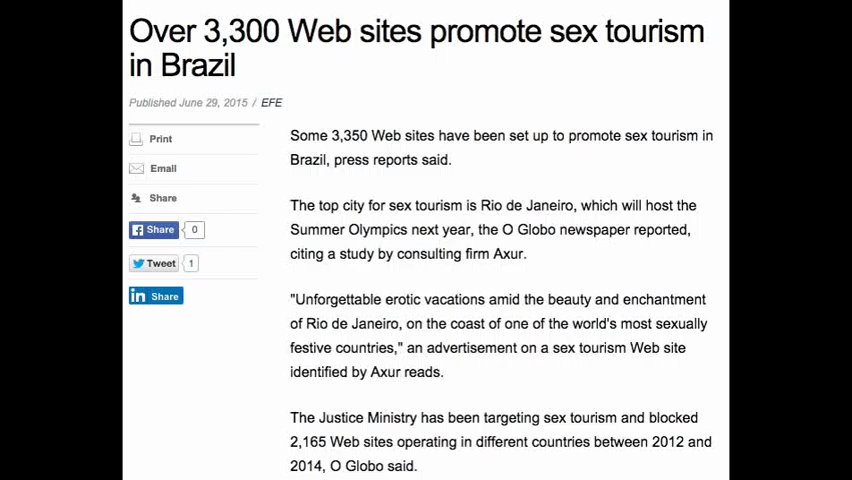 Over 3,300 Web sites promote sex tourism
in Brazil
Published June 29, 2015 / EFE
Print
Email
Share
Share 0
Tweet 1
Share
Some 3,350 Web sites have been set up to promote sex tourism in
Brazil, press reports said.
The top city for sex tourism is Rio de Janeiro, which will host the
Summer Olympics next year, the O Globo newspaper reported,
citing a study by consulting firm Axur.
"Unforgettable erotic vacations amid the beauty and enchantment
of Rio de Janeiro, on the coast of one of the world's most sexually
festive countries," an advertisement on a sex tourism Web site
identified by Axur reads.
The Justice Ministry has been targeting sex tourism and blocked
2,165 Web sites operating in different countries between 2012 and
2014, O Globo said.